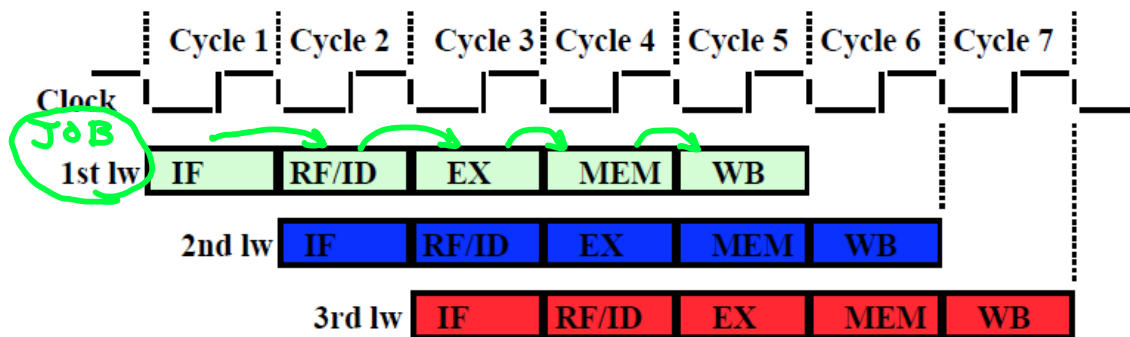 Cycle 1 Cycle 2 Cycle 3 Cycle 4 Cycle 5 Cycle 6 Cycle 7
Clock
JOB
1st lw IF RF/ID EX MEM WB
2nd lw IF RF/ID EX MEM WB
3rd lw IF RF/ID EX MEM WB